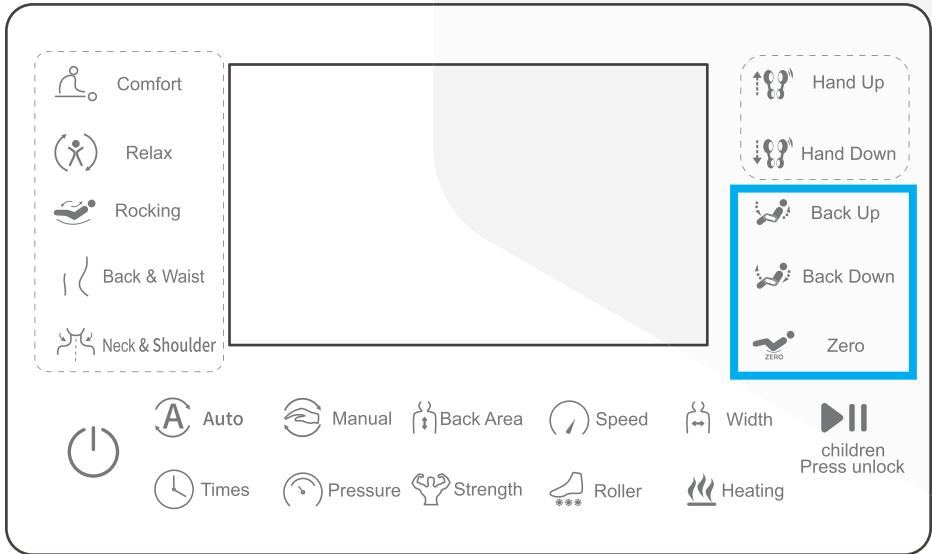 Comfort
Relax
Rocking
Back & Waist
Neck & Shoulder
Hand Up
Hand Down
Back Up
Back Down
ZERO
Zero
A Auto
Manual
Back Area
Speed
Width
children
Press unlock
Times
Pressure
Strength
Roller
Heating